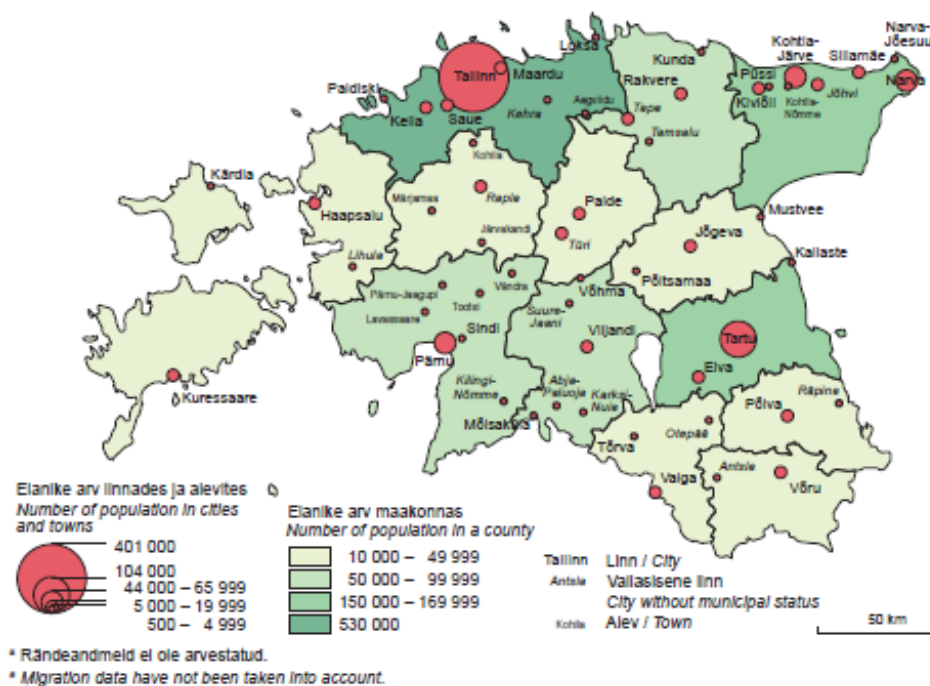 Loksa
Narva-
Jõesuu
Kohtla-
Järve
Sillamäe
Kunda
Tallinn
Maardu
Püssi
Narva
Rakvere
Paldiski
Kiviõli
Jõhvi
Kohtla-
Nõmme
Aegviidu
Keila
Saue
Kehra
Tapa
Tamsalu
Kohila
Kärdla
Märjamaa
Rapla
Paide
Haapsalu
Mustvee
Järvakandi
Türi
Jõgeva
Lihula
Kallaste
Põltsamaa
Vändra
Võhma
Pärnu-Jaagupi
Tootsi
Suure-
Jaani
Lavassaare
Sindi
Viljandi
Tartu
Pärnu
Elva
Kuressaare
Kilingi-
Nõmme
Abja-
Paluoja
Karksi-
Nuia
Räpina
Põlva
Mõisaküla
Otepää
Tõrva
Antsla
Valga
Võru
Elanike arv linnades ja alevites
Number of population in cities
and towns
401 000
104 000
44 000 – 65 999
5 000 – 19 999
500 – 4 999
Elanike arv maakonnas
Number of population in a county
10 000 – 49 999
50 000 – 99 999
150 000 – 169 999
530 000
Tallinn Linn / City
Antsla Vallasisene linn
City without municipal status
Kohila Alev / Town
50 km
* Rändeandmeid ei ole arvestatud.
* Migration data have not been taken into account.